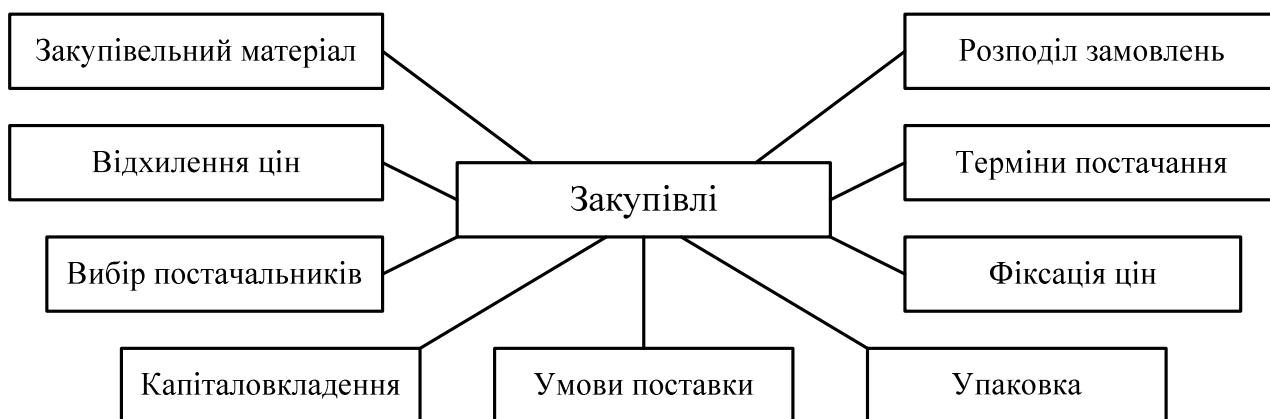 Закупівельний матеріал
Розподіл замовлень
Відхилення цін
Терміни постачання
Закупівлі
Вибір постачальників
Фіксація цін
Капіталовкладення
Умови поставки
Упаковка